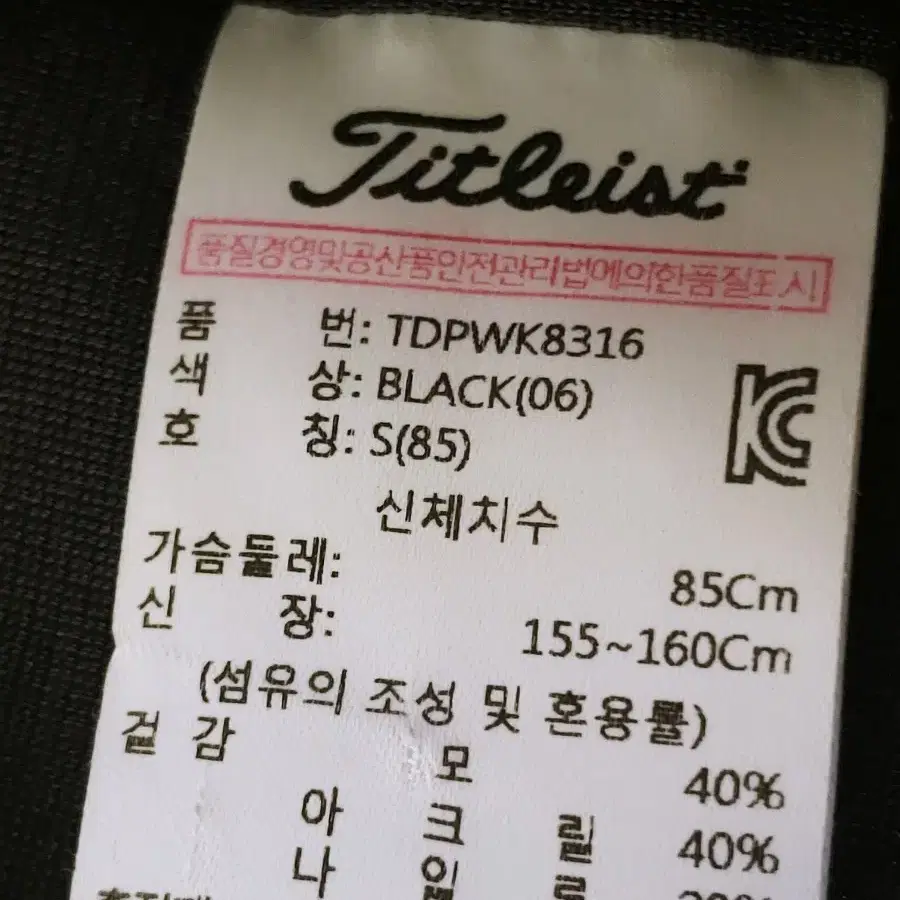 Titleist
품질경영및공산품안전관리법에의한품질표시
품 번: TDPWK8316
색 상: BLACK(06)
호 칭: S(85)
신체치수
가슴둘레: 85Cm
신 장: 155~160Cm
(섬유의 조성 및 혼용률)
겉 감 모 40%
아 크 릴 40%
나 일